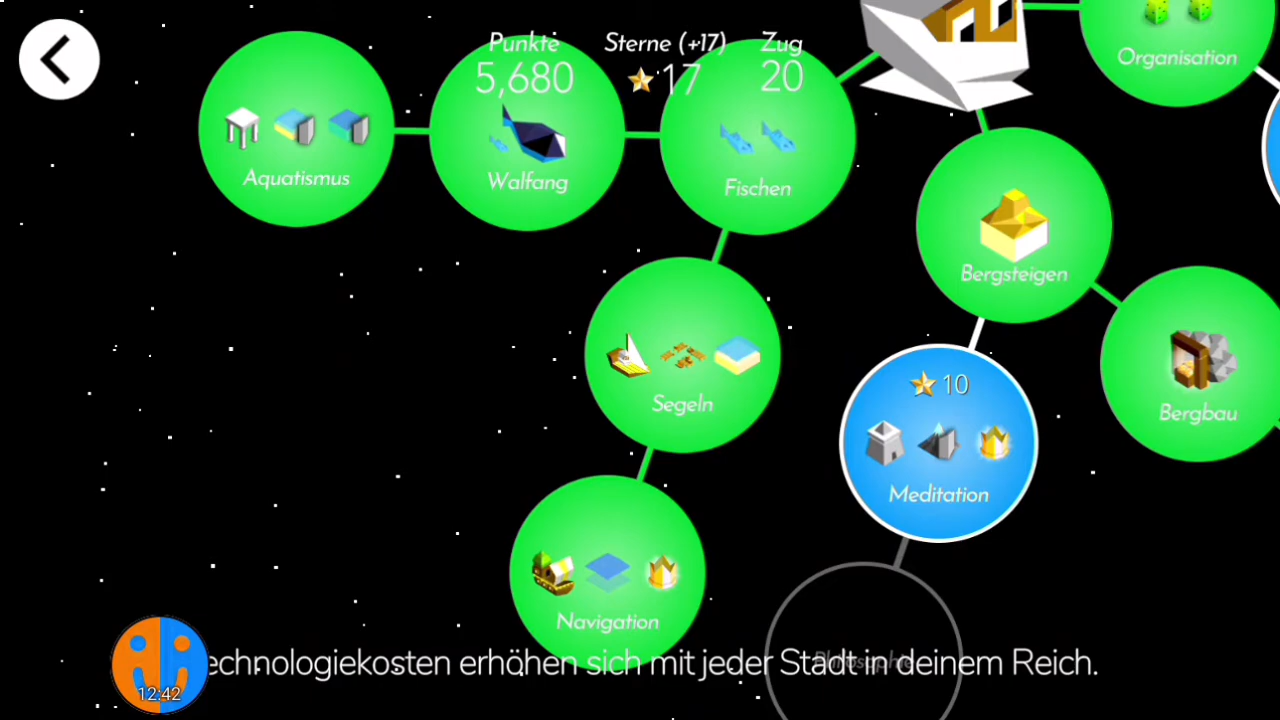 Punkte Sterne (+17) Zug
5,680 17 20
Organisation
Aquatismus
Walfang
Fischen
Bergsteigen
10
Segeln
Bergbau
Meditation
Navigation
echnologiekosten erhöhen sich mit jeder Stadt in deinem Reich.
Philosophie
12:42